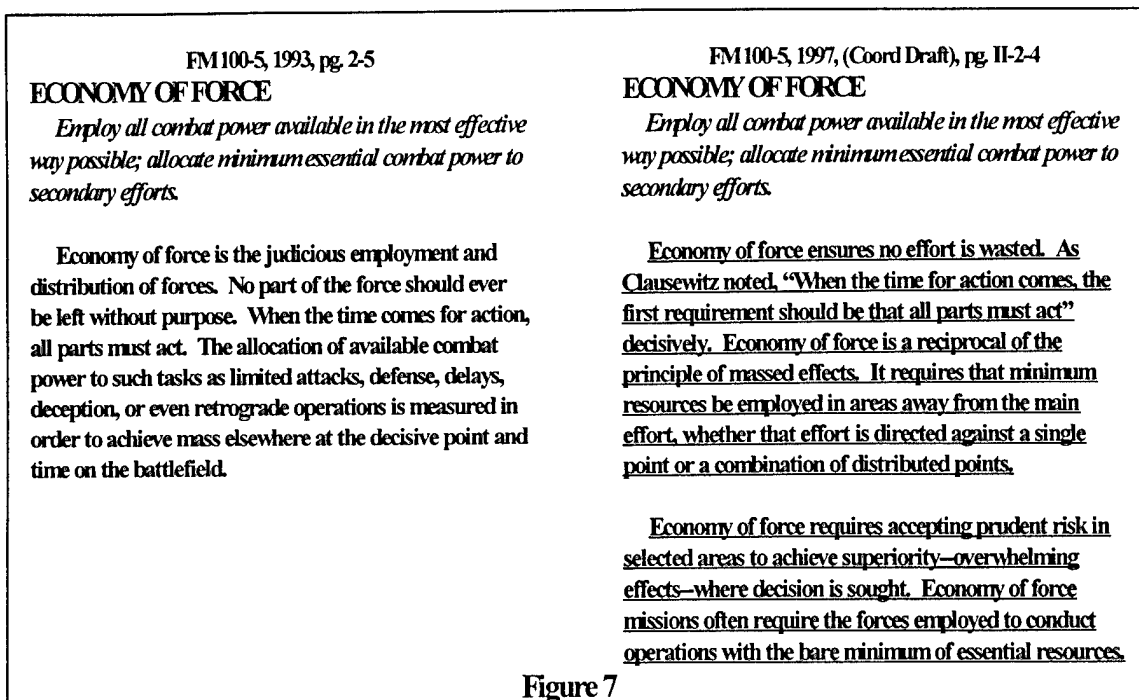 FM 100-5, 1993, pg. 2-5
ECONOMY OF FORCE
Employ all combat power available in the most effective
way possible; allocate minimum essential combat power to
secondary efforts.
Economy of force is the judicious employment and
distribution of forces. No part of the force should ever
be left without purpose. When the time comes for action,
all parts must act. The allocation of available combat
power to such tasks as limited attacks, defense, delays,
deception, or even retrograde operations is measured in
order to achieve mass elsewhere at the decisive point and
time on the battlefield.
FM 100-5, 1997, (Coord Draft), pg. II-2-4
ECONOMY OF FORCE
Employ all combat power available in the most effective
way possible; allocate minimum essential combat power to
secondary efforts.
Economy of force ensures no effort is wasted. As
Clausewitz noted, “When the time for action comes, the
first requirement should be that all parts must act”
decisively. Economy of force is a reciprocal of the
principle of massed effects. It requires that minimum
resources be employed in areas away from the main
effort, whether that effort is directed against a single
point or a combination of distributed points.
Economy of force requires accepting prudent risk in
selected areas to achieve superiority–overwhelming
effects–where decision is sought. Economy of force
missions often require the forces employed to conduct
operations with the bare minimum of essential resources.
Figure 7